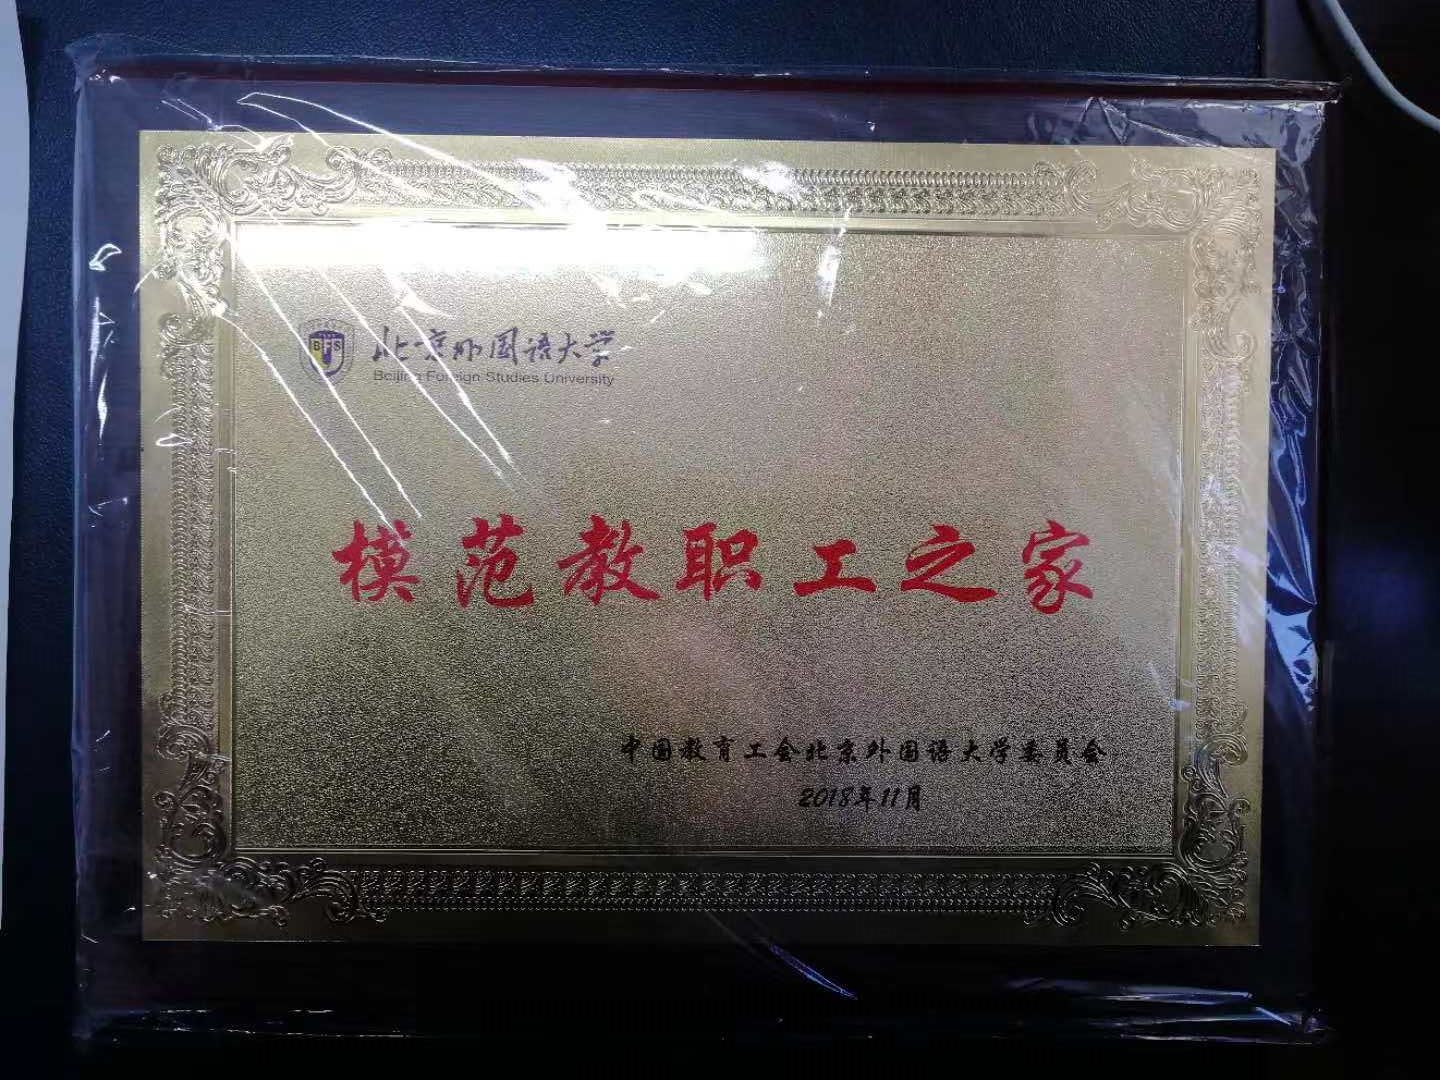 BFSU
北京外国语大学
Beijing Foreign Studies University
模范教职工之家
中国教育工会北京外国语大学委员会
2018年11月